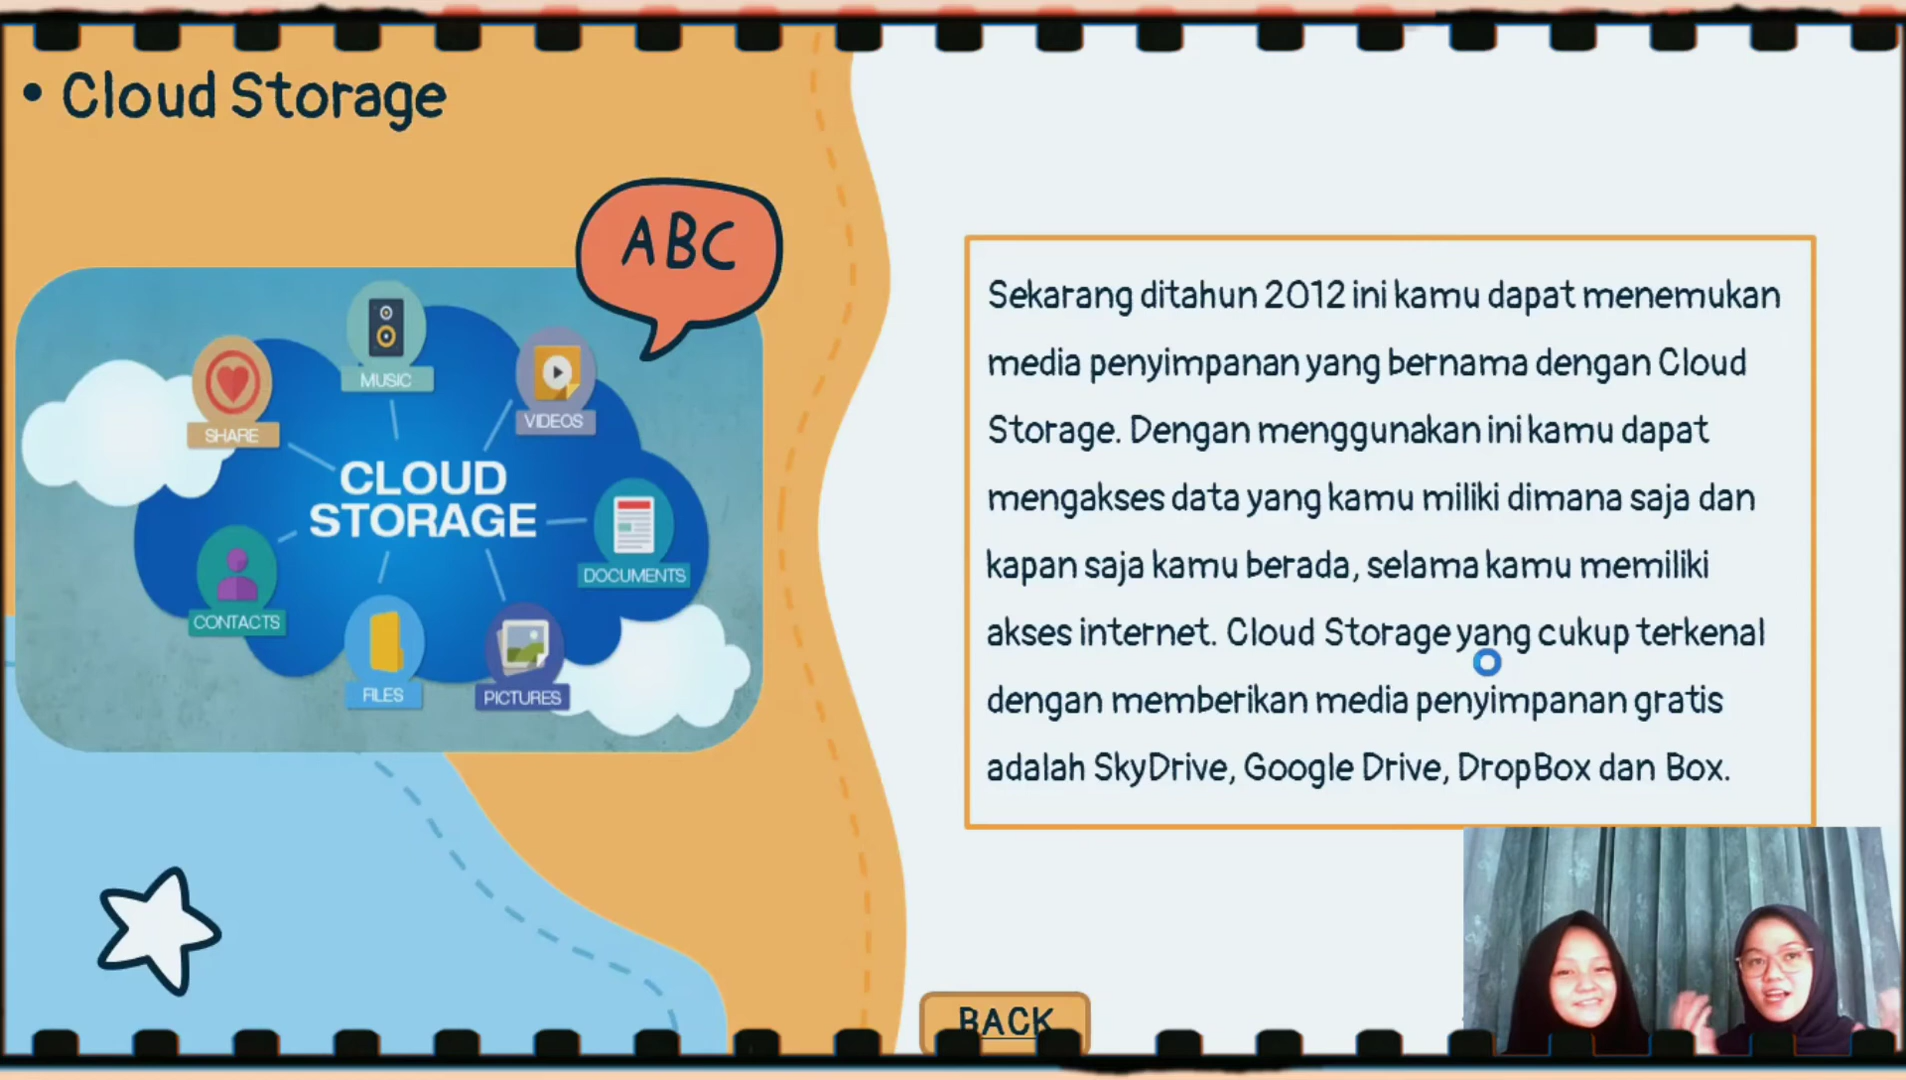 • Cloud Storage
ABC
MUSIC
VIDEOS
SHARE
CLOUD
STORAGE
DOCUMENTS
CONTACTS
FILES
PICTURES
Sekarang ditahun 2012 ini kamu dapat menemukan
media penyimpanan yang bernama dengan Cloud
Storage. Dengan menggunakan ini kamu dapat
mengakses data yang kamu miliki dimana saja dan
kapan saja kamu berada, selama kamu memiliki
akses internet. Cloud Storage yang cukup terkenal
dengan memberikan media penyimpanan gratis
adalah SkyDrive, Google Drive, DropBox dan Box.
BACK